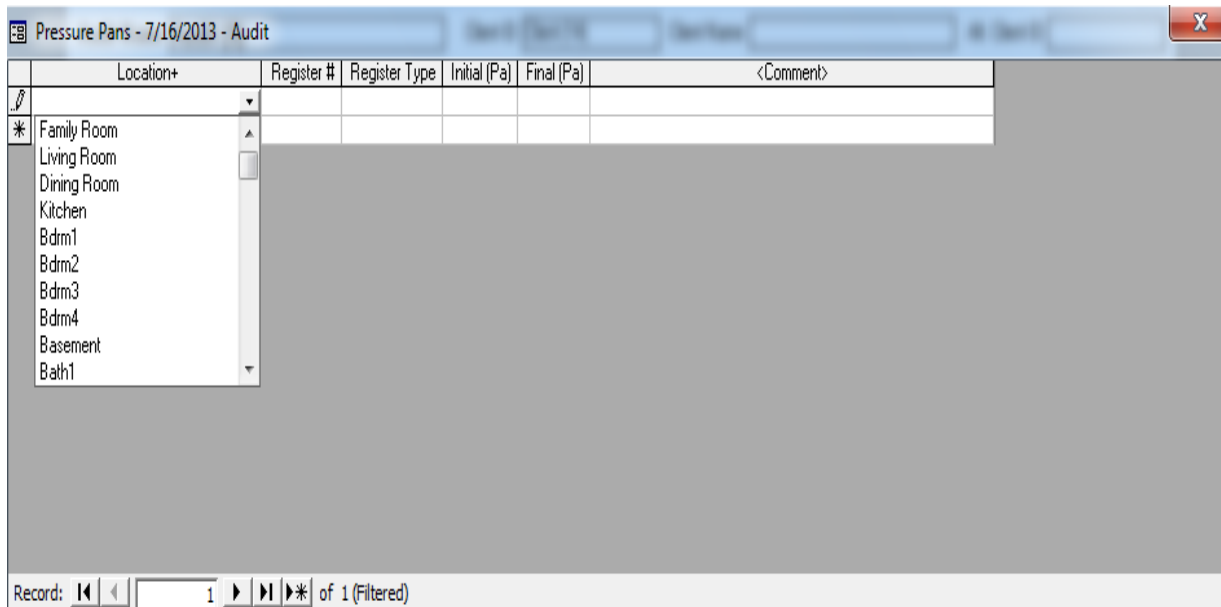 Pressure Pans - 7/16/2013 - Audit
Location+ Register # Register Type Initial (Pa) Final (Pa) <Comment>
Family Room
Living Room
Dining Room
Kitchen
Bdrm1
Bdrm2
Bdrm3
Bdrm4
Basement
Bath1
Record: 1 of 1 (Filtered)